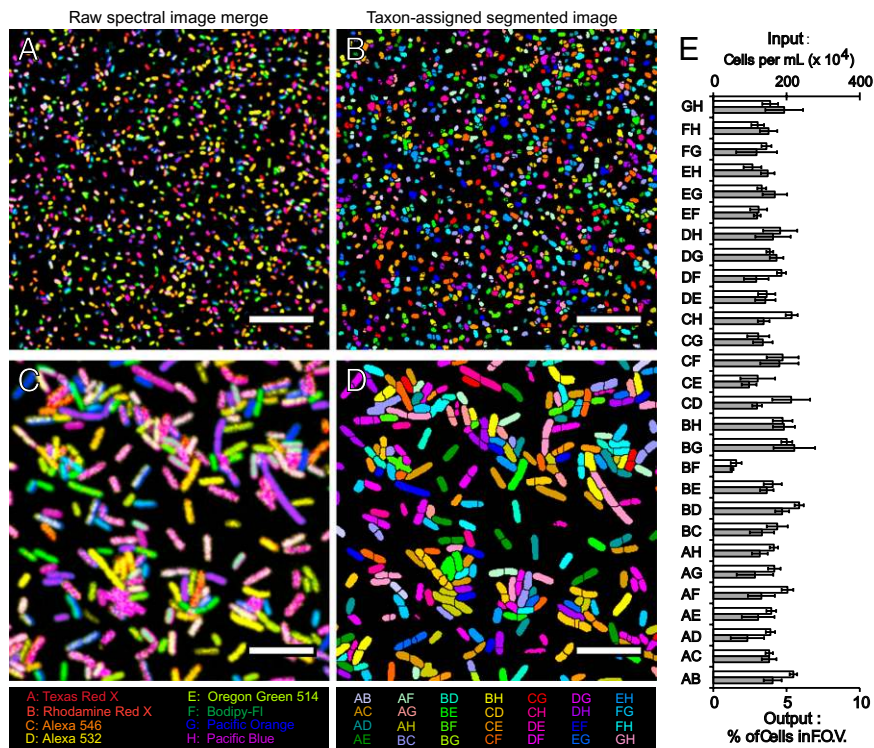 Raw spectral image merge
Taxon-assigned segmented image
A
B
C
D
E
Input :
Cells per mL (x 10⁴)
0 200 400
GH
FH
FG
EH
EG
EF
DH
DG
DF
DE
CH
CG
CF
CE
CD
BH
BG
BF
BE
BD
BC
AH
AG
AF
AE
AD
AC
AB
0 5 10
Output :
% of Cells in F.O.V.
A: Texas Red X
B: Rhodamine Red X
C: Alexa 546
D: Alexa 532
E: Oregon Green 514
F: Bodipy-Fl
G: Pacific Orange
H: Pacific Blue
AB AF BD BH CG DG EH
AC AG BE CD CH DH FG
AD AH BF CE DE EF FH
AE BC BG CF DF EG GH